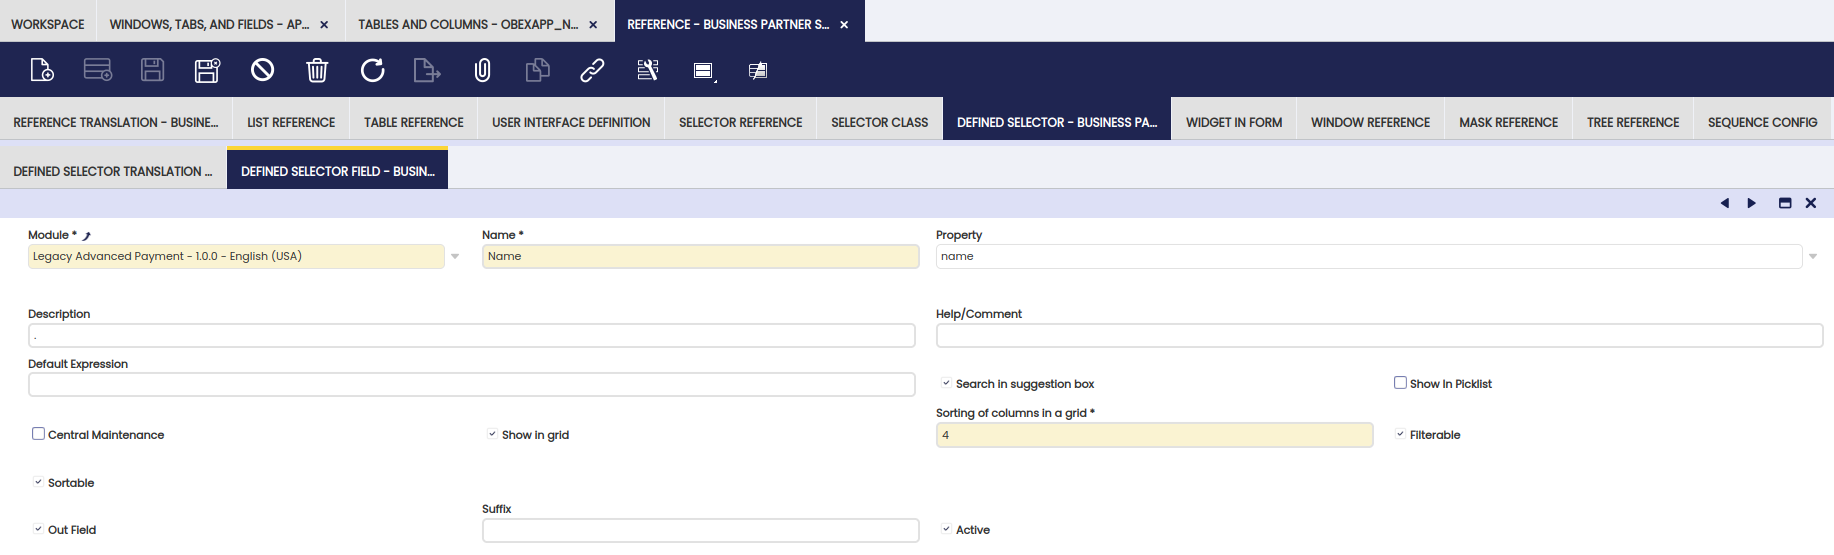 WORKSPACE WINDOWS, TABS, AND FIELDS - AP... × TABLES AND COLUMNS - OBEXAPP_N... × REFERENCE - BUSINESS PARTNER S... ×
REFERENCE TRANSLATION - BUSINE... LIST REFERENCE TABLE REFERENCE USER INTERFACE DEFINITION SELECTOR REFERENCE SELECTOR CLASS DEFINED SELECTOR - BUSINESS PA... WIDGET IN FORM WINDOW REFERENCE MASK REFERENCE TREE REFERENCE SEQUENCE CONFIG
DEFINED SELECTOR TRANSLATION ... DEFINED SELECTOR FIELD - BUSIN...
Module * Name * Property
Legacy Advanced Payment - 1.0.0 - English (USA) Name name
Description Help/Comment
.
Default Expression
Search in suggestion box Show In Picklist
Sorting of columns in a grid *
Central Maintenance Show in grid 4 Filterable
Sortable
Suffix
Out Field Active